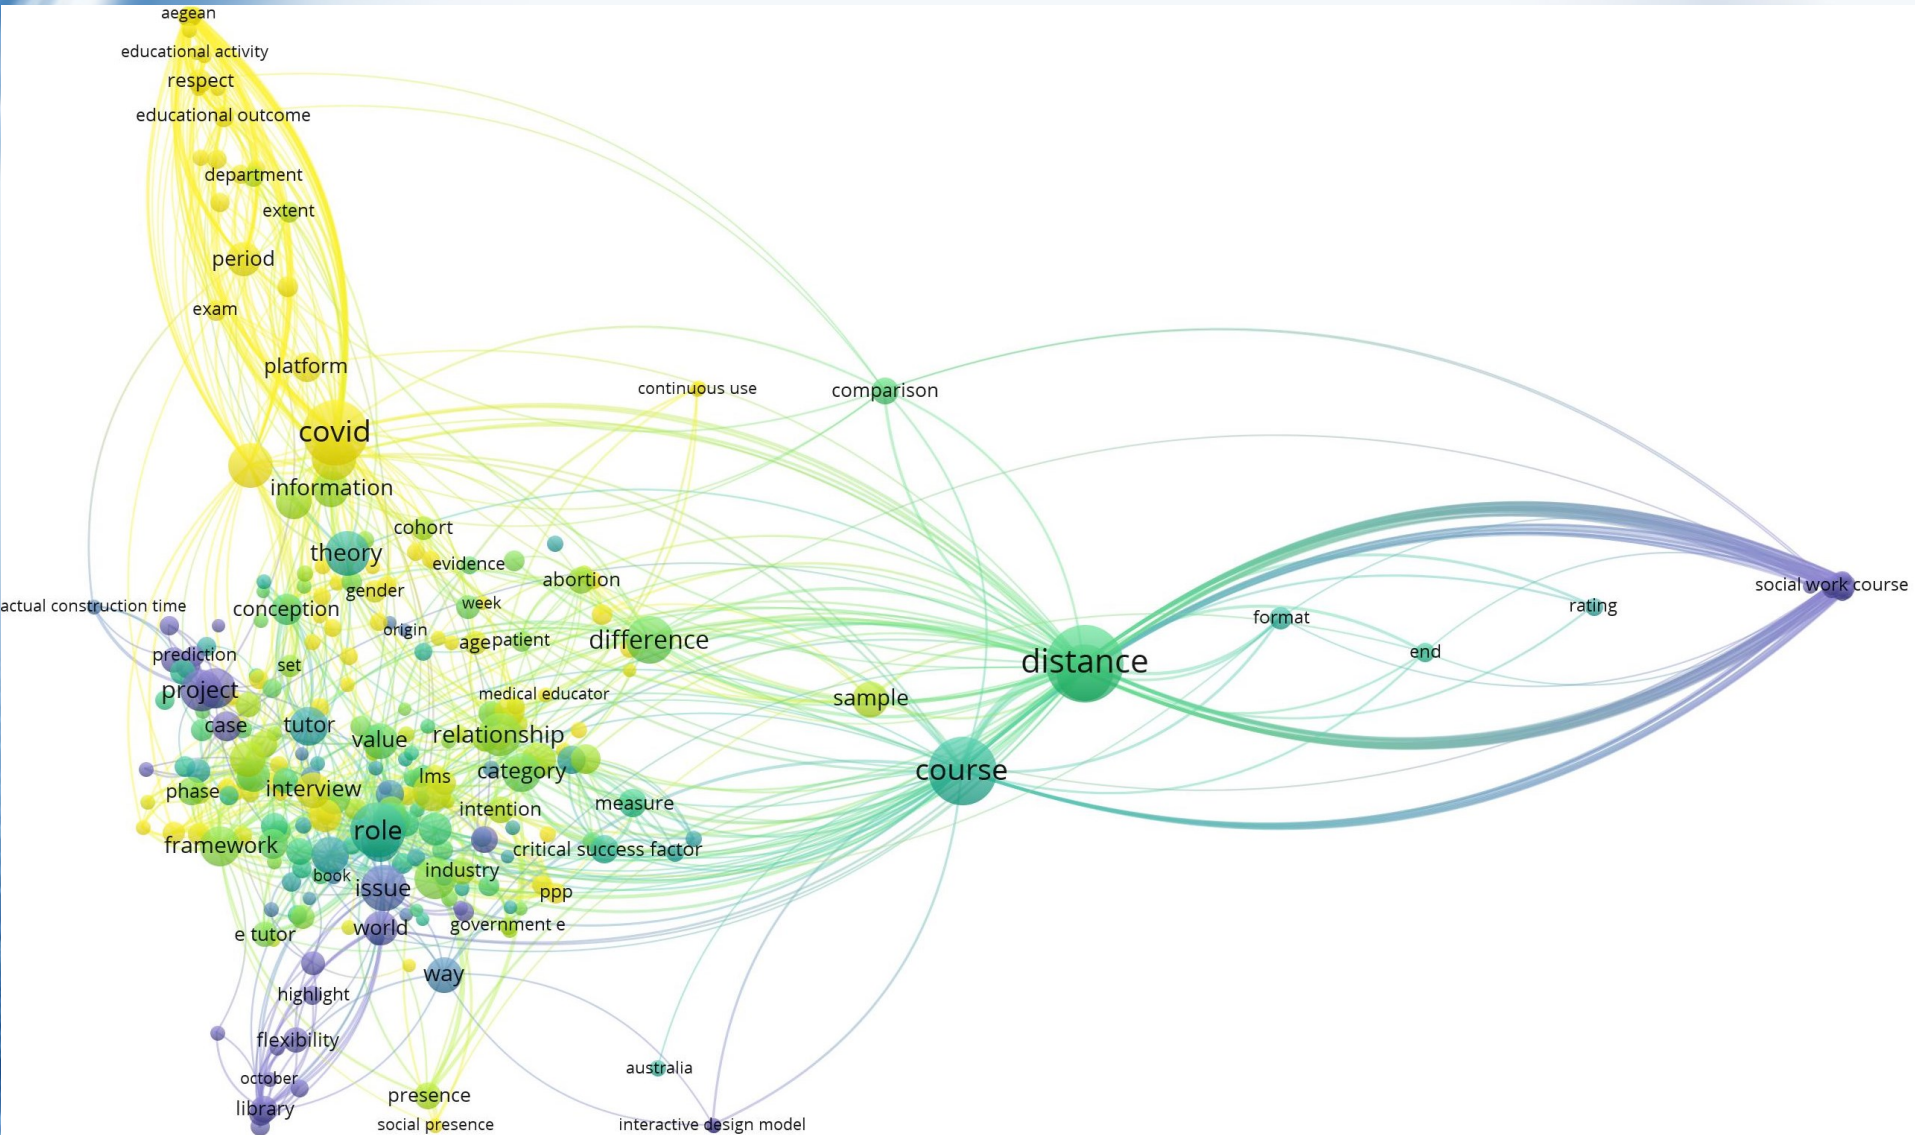 aegean
educational activity
respect
educational outcome
department
extent
period
exam
platform
continuous use
comparison
covid
information
cohort
theory
evidence
abortion
gender
social work course
actual construction time
conception
week
rating
format
origin
age
patient
difference
end
prediction
set
distance
project
medical educator
sample
case
tutor
value
relationship
course
category
lms
phase
interview
intention
measure
role
framework
critical success factor
industry
book
issue
ppp
government e
world
e tutor
way
highlight
flexibility
australia
october
presence
library
social presence
interactive design model